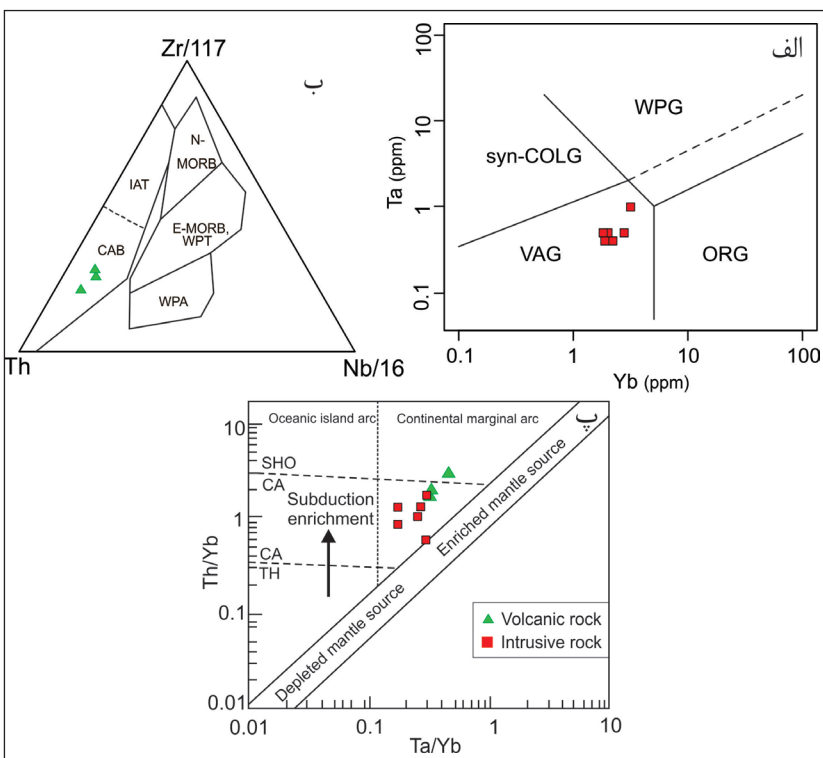 Zr/117
ب
N-
MORB
IAT
E-MORB,
WPT
CAB
WPA
Th
Nb/16
الف
100
10
1
0.1
Ta (ppm)
WPG
syn-COLG
VAG
ORG
0.1
1
10
100
Yb (ppm)
پ
Oceanic island arc
Continental marginal arc
10
1
0.1
0.01
Th/Yb
SHO
CA
Subduction
enrichment
CA
TH
Enriched mantle source
Depleted mantle source
Volcanic rock
Intrusive rock
0.01
0.1
1
10
Ta/Yb